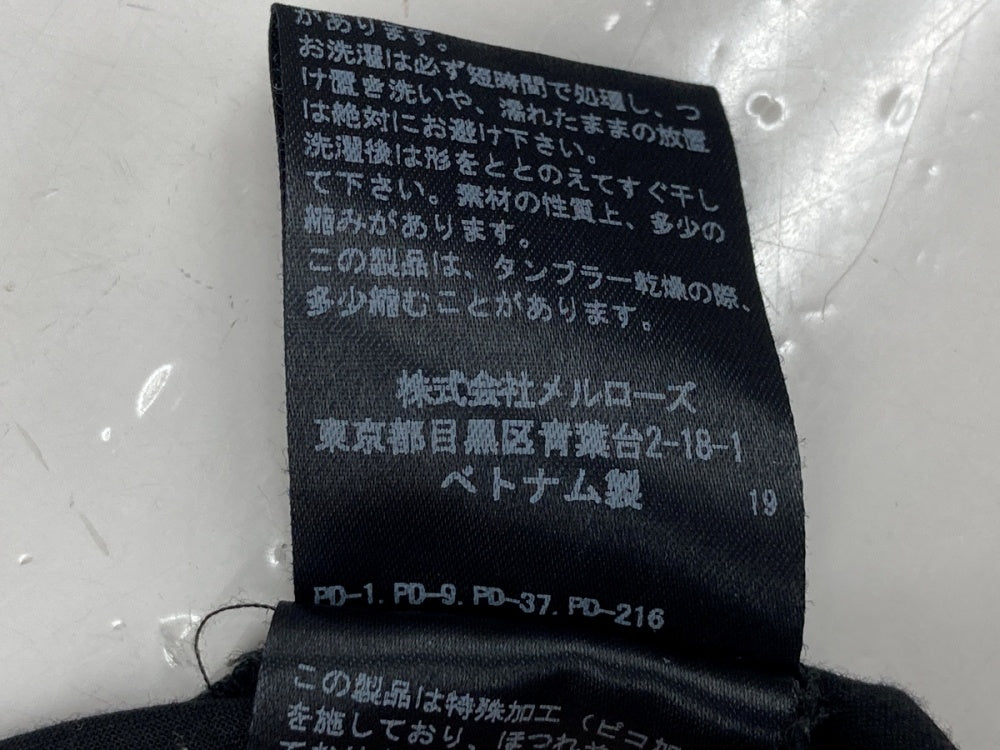 があります。
お洗濯は必ず短時間で処理し、つ
け置き洗いや、濡れたままの放置
は絶対にお避け下さい。
洗濯後は形をととのえてすぐ干し
て下さい。素材の性質上、多少の
縮みがあります。
この製品は、タンブラー乾燥の際、
多少縮むことがあります。
株式会社メルローズ
東京都目黒区青葉台2-18-1
ベトナム製
19
PD-1. PD-9. PD-37. PD-216
この製品は特殊加工（ピコ加
を施しており、ほつれ